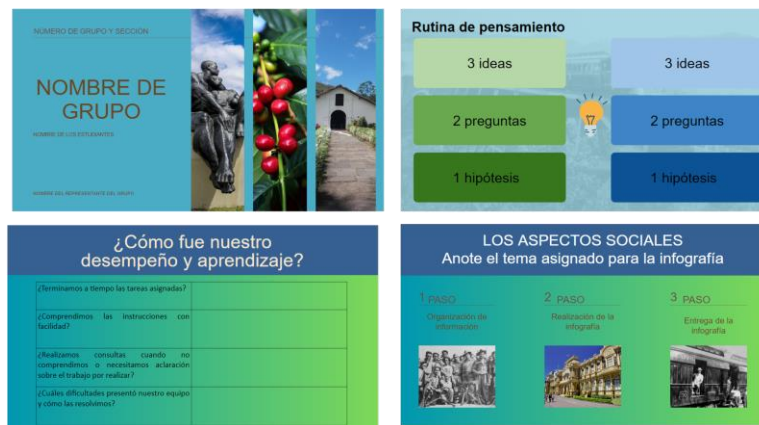 NÚMERO DE GRUPO Y SECCIÓN
NOMBRE DE
GRUPO
NOMBRE DE LOS ESTUDIANTES
NOMBRE DEL REPRESENTANTE DEL GRUPO
Rutina de pensamiento
3 ideas
3 ideas
2 preguntas
2 preguntas
1 hipótesis
1 hipótesis
¿Cómo fue nuestro
desempeño y aprendizaje?
¿Terminamos a tiempo las tareas asignadas?
¿Comprendimos las instrucciones con
facilidad?
¿Realizamos consultas cuando no
comprendimos o necesitamos aclaración
sobre el trabajo por realizar?
¿Cuáles dificultades presentó nuestro equipo
y cómo las resolvimos?
LOS ASPECTOS SOCIALES
Anote el tema asignado para la infografía
1 PASO
Organización de
información
2 PASO
Realización de la
infografía
3 PASO
Entrega de la
infografía